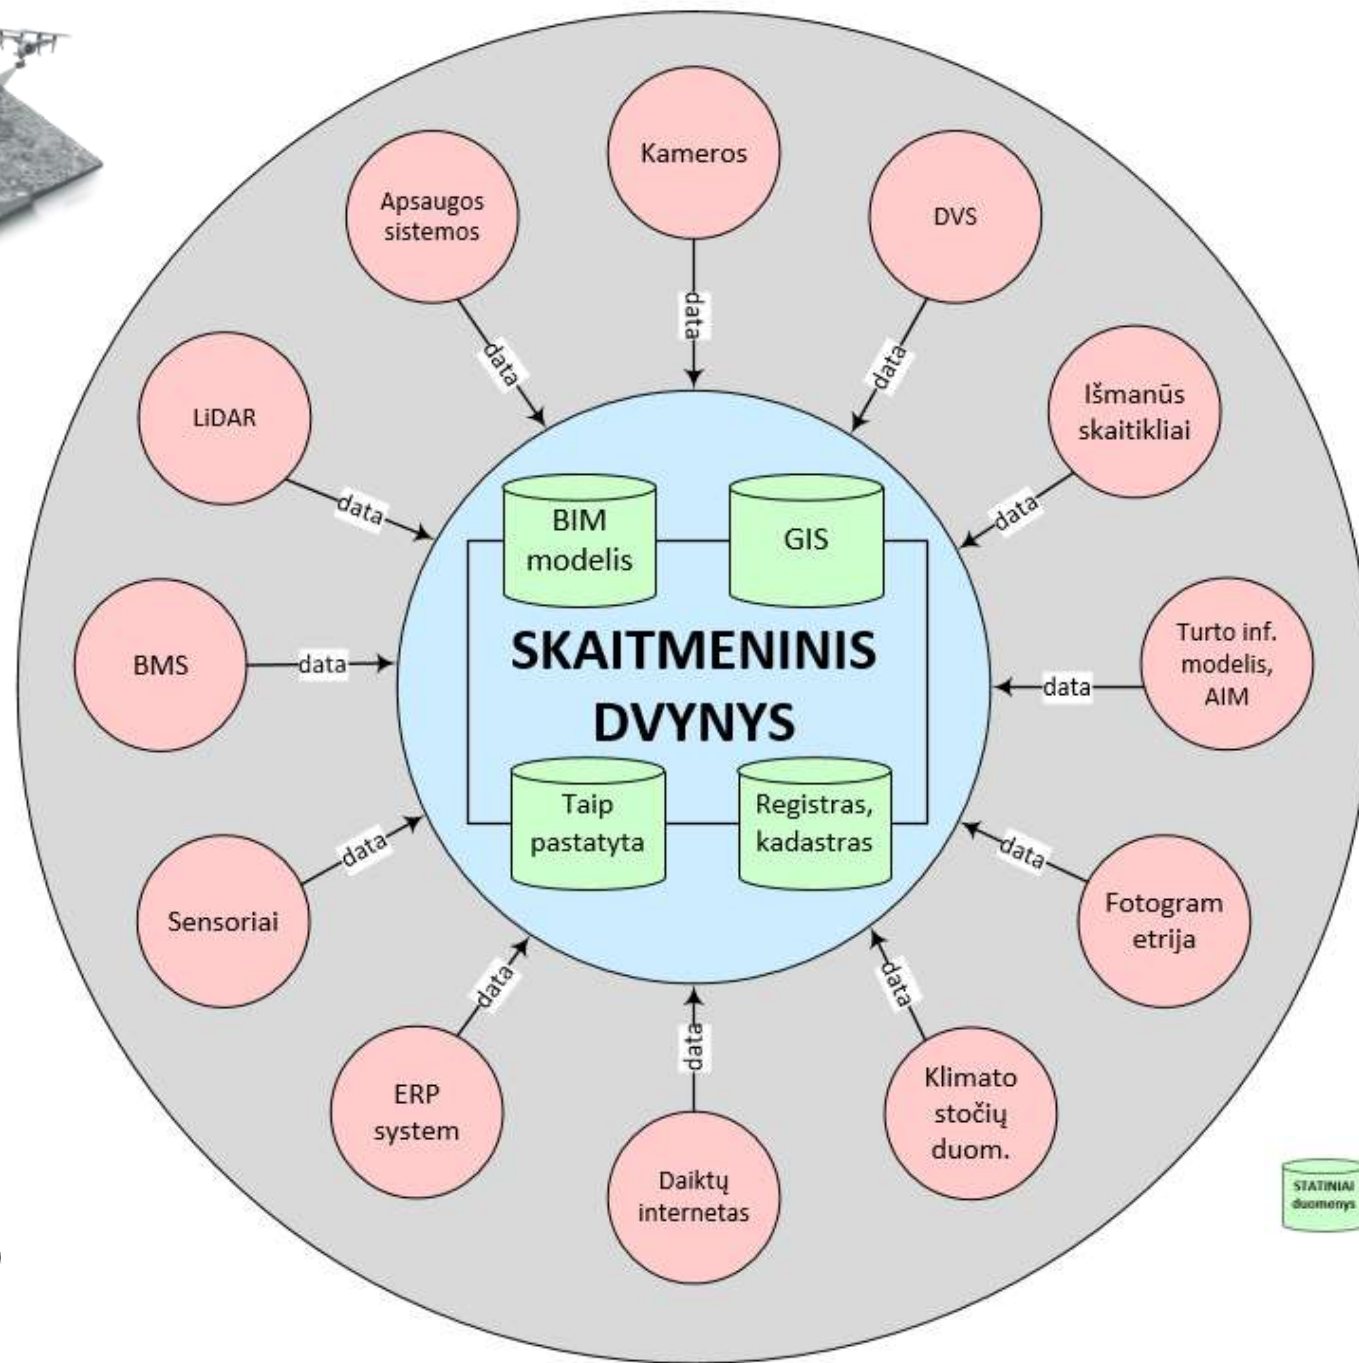 Kameros
data
Apsaugos
sistemos
data
DVS
data
LiDAR
data
Išmanūs
skaitikliai
data
BIM
modelis
GIS
SKAITMENINIS
DVYNYS
BMS
data
Turto inf.
modelis,
AIM
data
Taip
pastatyta
Registras,
kadastras
Sensoriai
data
Fotogram
etrija
data
ERP
system
data
Daiktų
internetas
data
Klimato
stočių
duom.
data
STATINIAI
duomenys
)